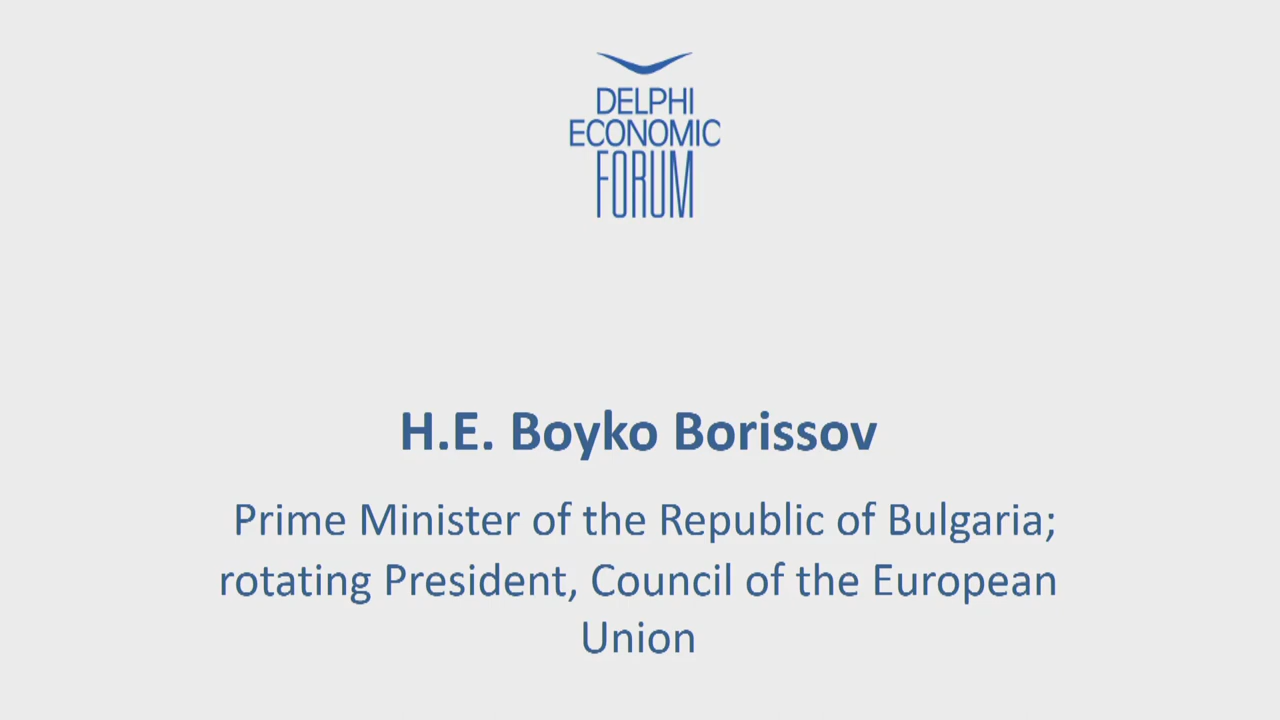 DELPHI
ECONOMIC
FORUM
H.E. Boyko Borissov
Prime Minister of the Republic of Bulgaria;
rotating President, Council of the European
Union